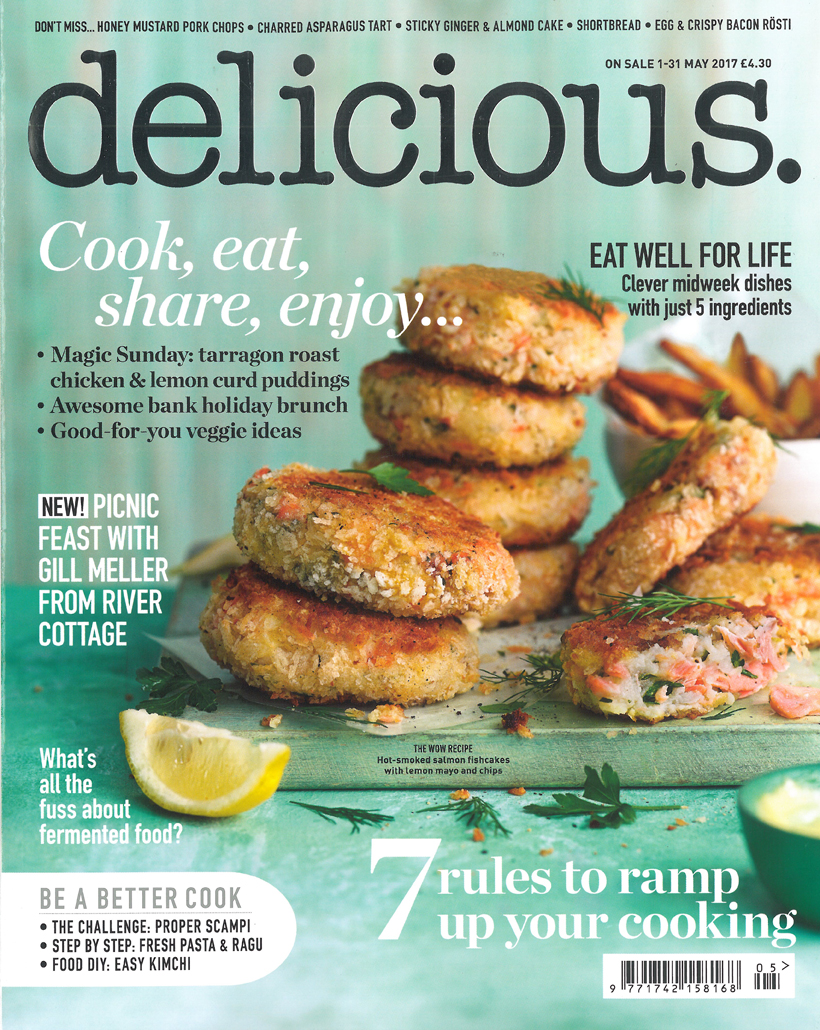 DON'T MISS... HONEY MUSTARD PORK CHOPS • CHARRED ASPARAGUS TART • STICKY GINGER & ALMOND CAKE • SHORTBREAD • EGG & CRISPY BACON RÖSTI
ON SALE 1-31 MAY 2017 £4.30
delicious.
Cook, eat,
share, enjoy...
• Magic Sunday: tarragon roast
chicken & lemon curd puddings
• Awesome bank holiday brunch
• Good-for-you veggie ideas
EAT WELL FOR LIFE
Clever midweek dishes
with just 5 ingredients
NEW! PICNIC
FEAST WITH
GILL MELLER
FROM RIVER
COTTAGE
THE WOW RECIPE
Hot-smoked salmon fishcakes
with lemon mayo and chips
What's
all the
fuss about
fermented food?
7 rules to ramp
up your cooking
BE A BETTER COOK
• THE CHALLENGE: PROPER SCAMPI
• STEP BY STEP: FRESH PASTA & RAGU
• FOOD DIY: EASY KIMCHI
05>
9 771742 158168